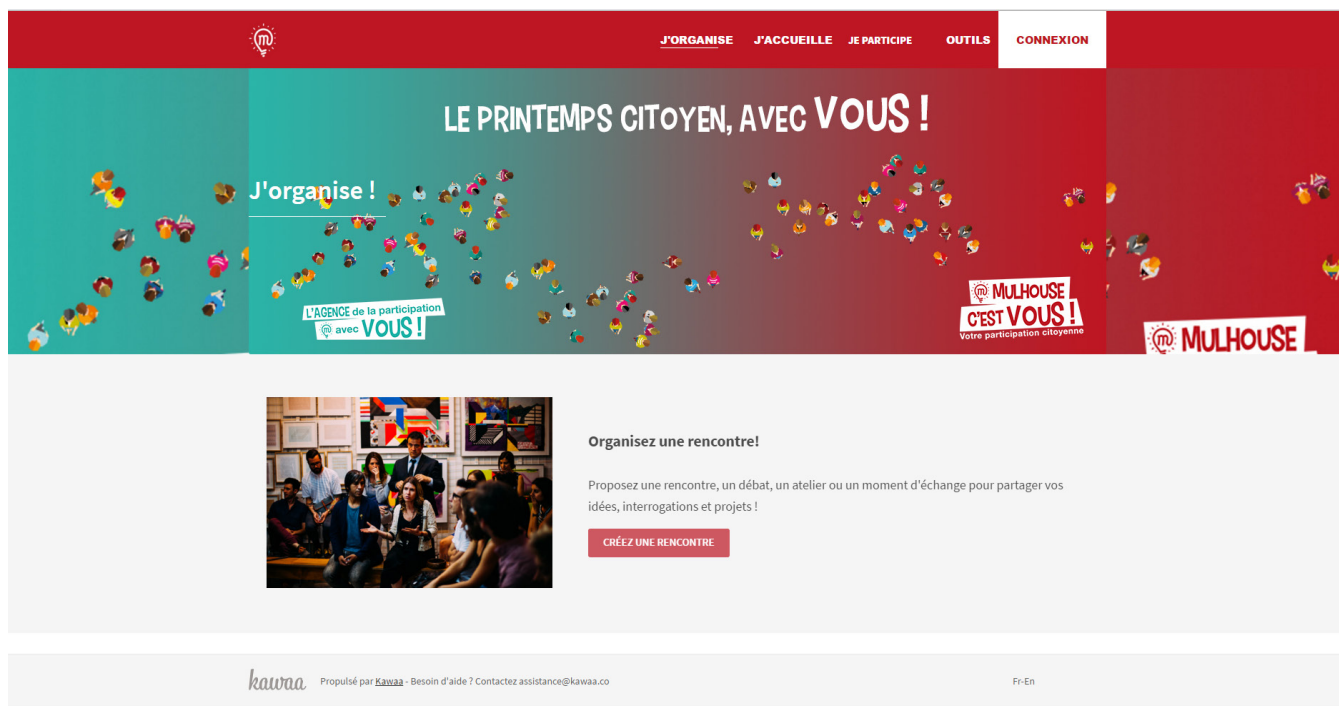 J'ORGANISE J'ACCUEILLE JE PARTICIPE OUTILS CONNEXION
LE PRINTEMPS CITOYEN, AVEC VOUS !
J'organise !
L'AGENCE de la participation
m avec VOUS !
m MULHOUSE
C'EST VOUS !
Votre participation citoyenne
m MULHOUSE
Organisez une rencontre!
Proposez une rencontre, un débat, un atelier ou un moment d'échange pour partager vos
idées, interrogations et projets !
CRÉEZ UNE RENCONTRE
kawaa Propulsé par Kawaa - Besoin d'aide ? Contactez assistance@kawaa.co Fr-En